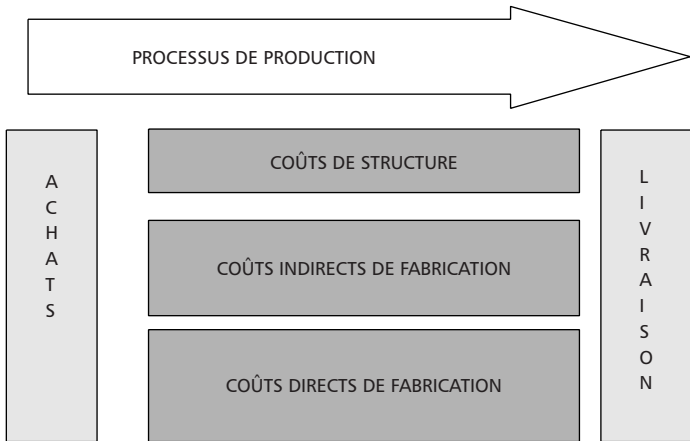 PROCESSUS DE PRODUCTION
ACHATS
COÛTS DE STRUCTURE
COÛTS INDIRECTS DE FABRICATION
COÛTS DIRECTS DE FABRICATION
LIVRAISON